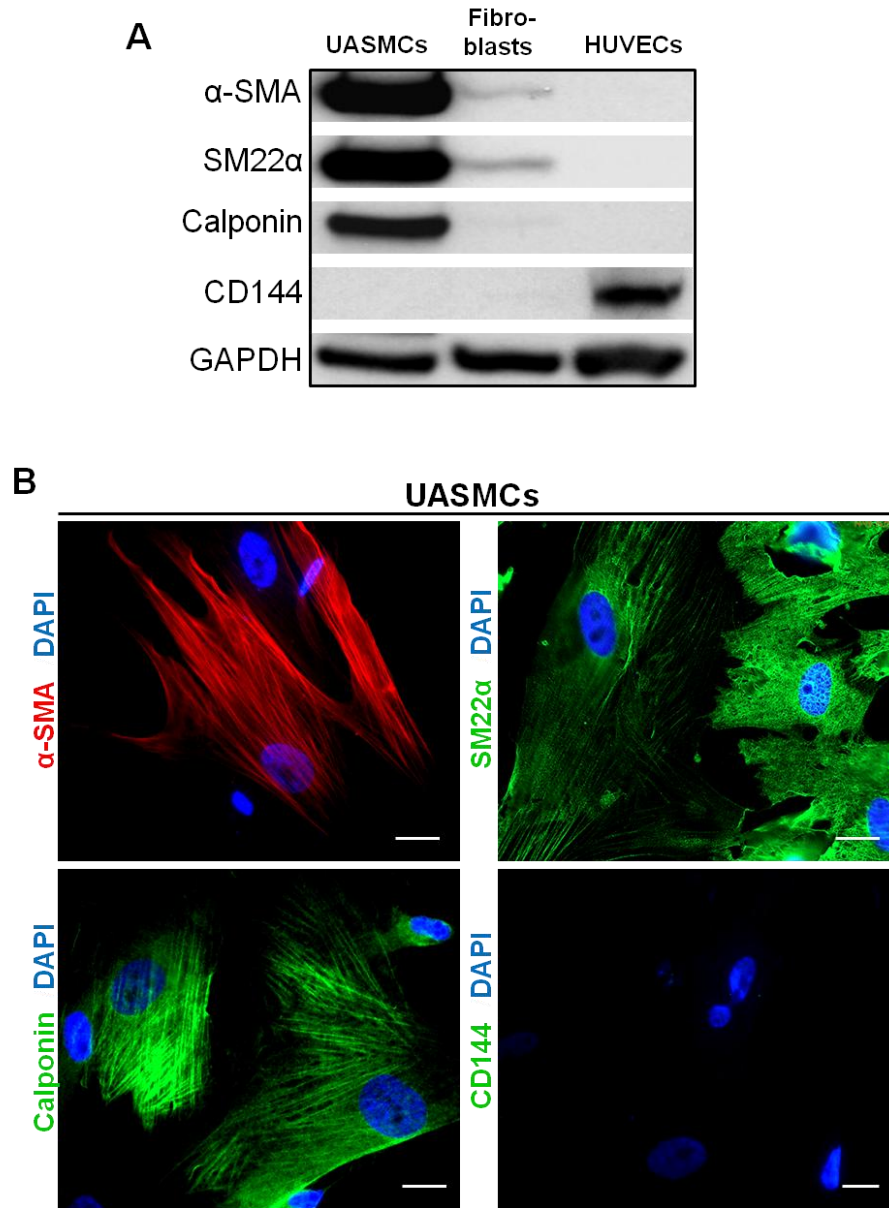 A
UASMCs
Fibro-
blasts
HUVECs
α-SMA
SM22α
Calponin
CD144
GAPDH
B
UASMCs
α-SMA DAPI
SM22α DAPI
Calponin DAPI
CD144 DAPI